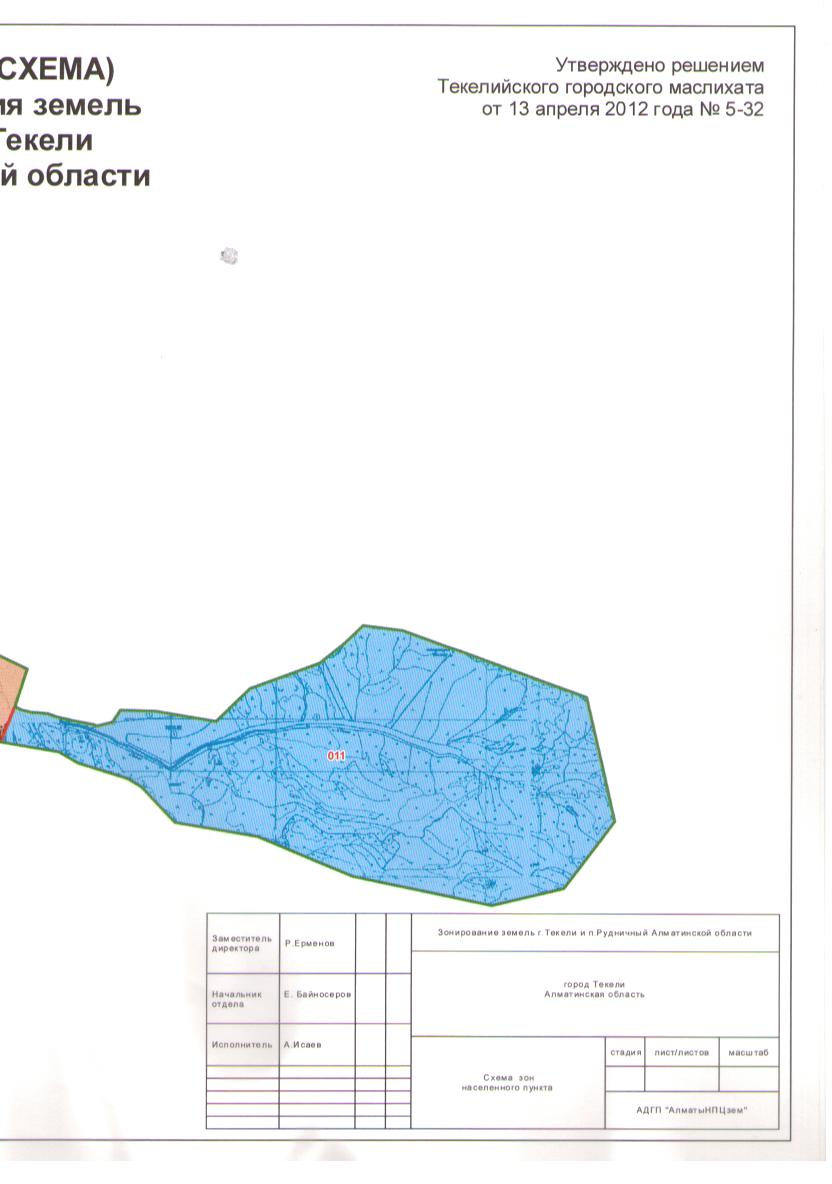 СХЕМА)
ия земель
Текели
й области
Утверждено решением
Текелийского городского маслихата
от 13 апреля 2012 года № 5-32
011
Заместитель
директора
Р.Ерменов
Начальник
отдела
Е. Байносеров
Исполнитель
А.Исаев
Зонирование земель г.Текели и п.Рудничный Алматинской области
город Текели
Алматинская область
Схема зон
населенного пункта
стадия
лист/листов
масштаб
АДГП "АлматыНПЦзем"